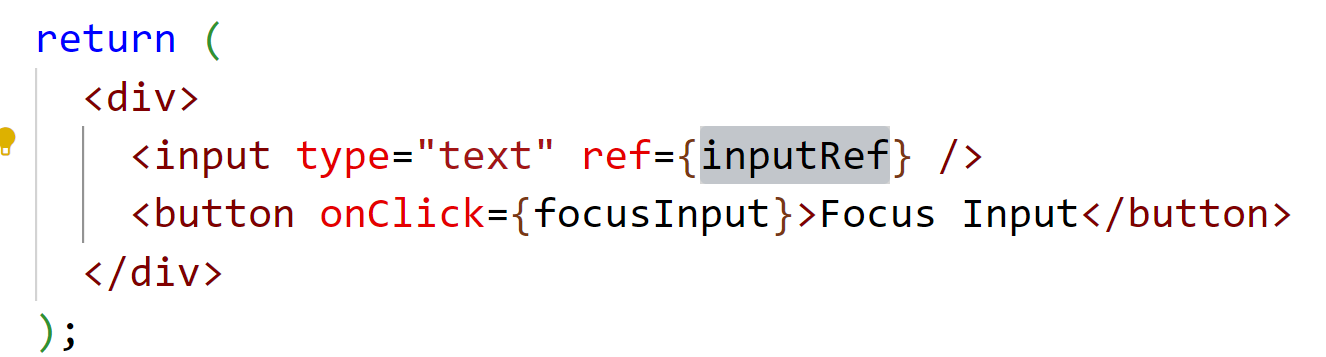 return (
<div>
<input type="text" ref={inputRef} />
<button onClick={focusInput}>Focus Input</button>
</div>
);